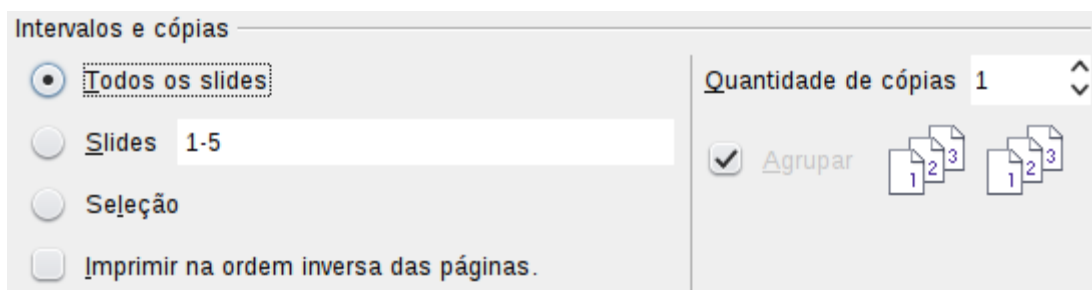 Intervalos e cópias
Todos os slides
Slides 1-5
Seleção
Imprimir na ordem inversa das páginas.
Quantidade de cópias 1
Agrupar 1 2 3 1 2 3